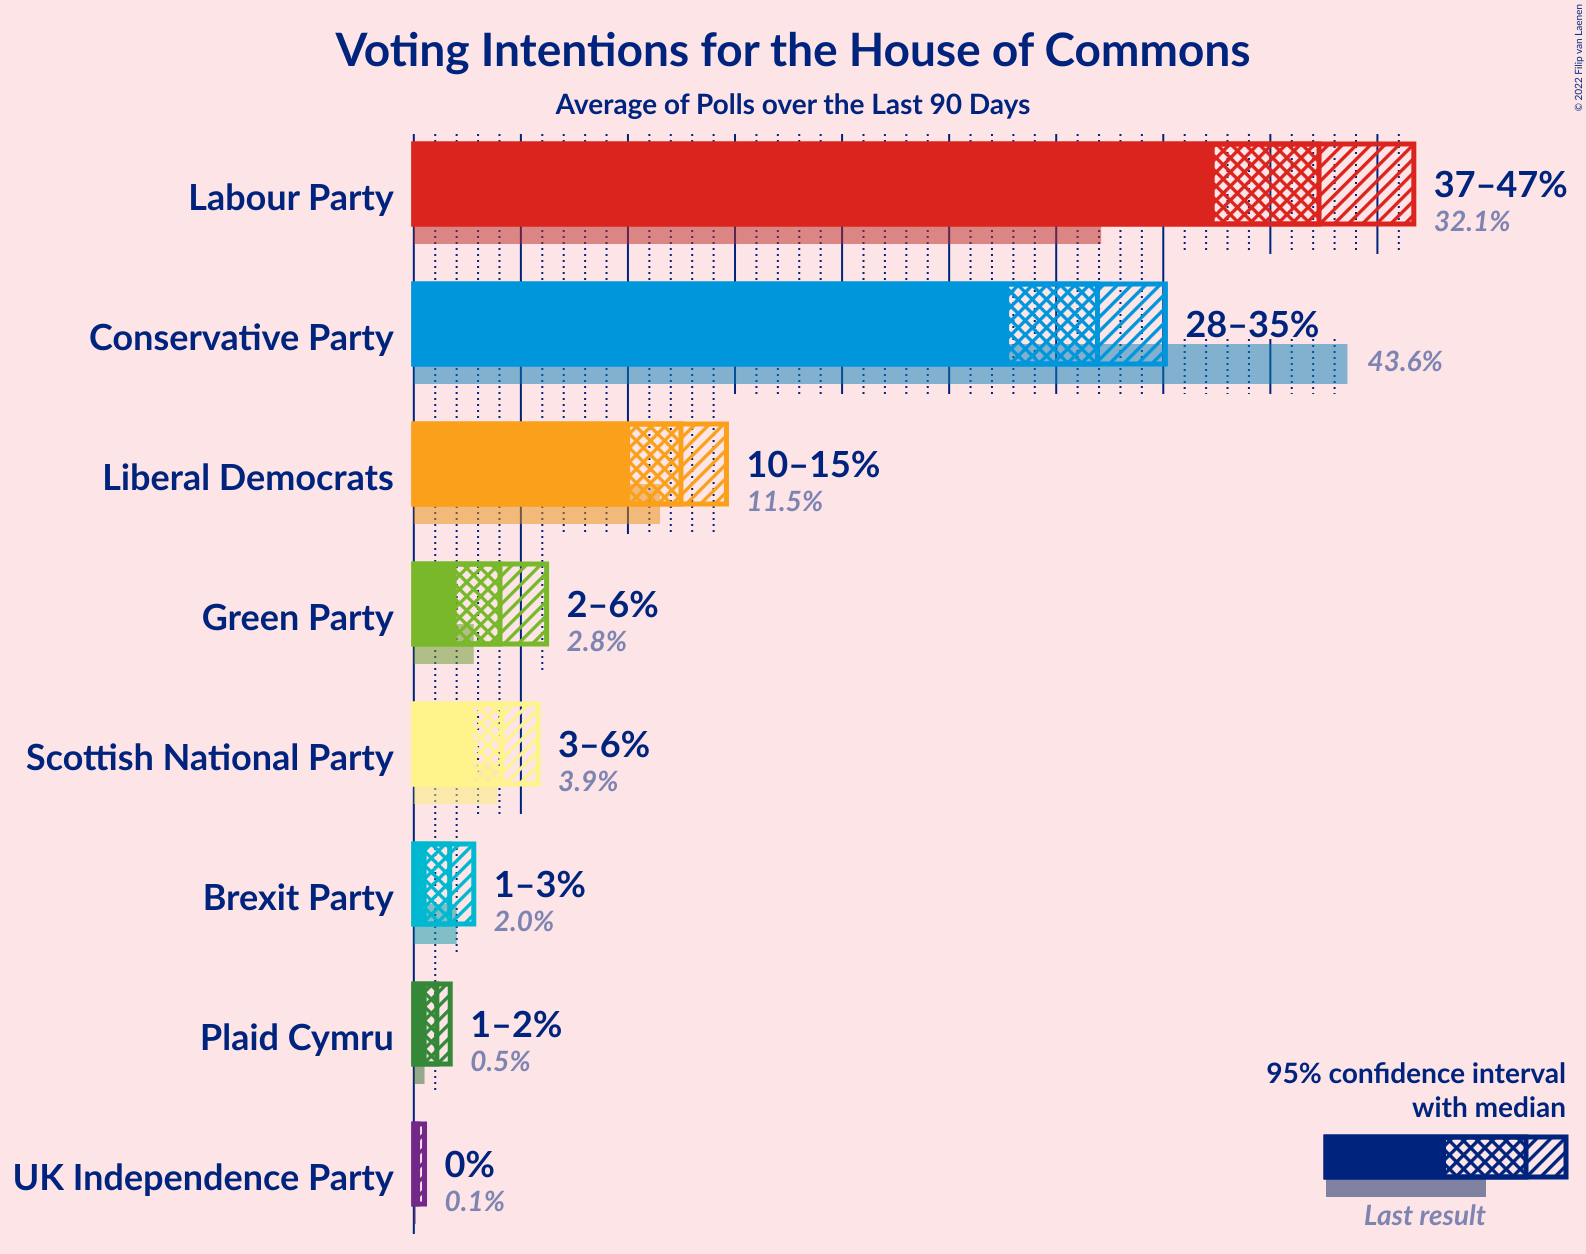 Voting Intentions for the House of Commons
Average of Polls over the Last 90 Days
© 2022 Filip van Laenen
Labour Party
37–47%
32.1%
Conservative Party
28–35%
43.6%
Liberal Democrats
10–15%
11.5%
Green Party
2–6%
2.8%
Scottish National Party
3–6%
3.9%
Brexit Party
1–3%
2.0%
Plaid Cymru
1–2%
0.5%
UK Independence Party
0%
0.1%
95% confidence interval
with median
Last result